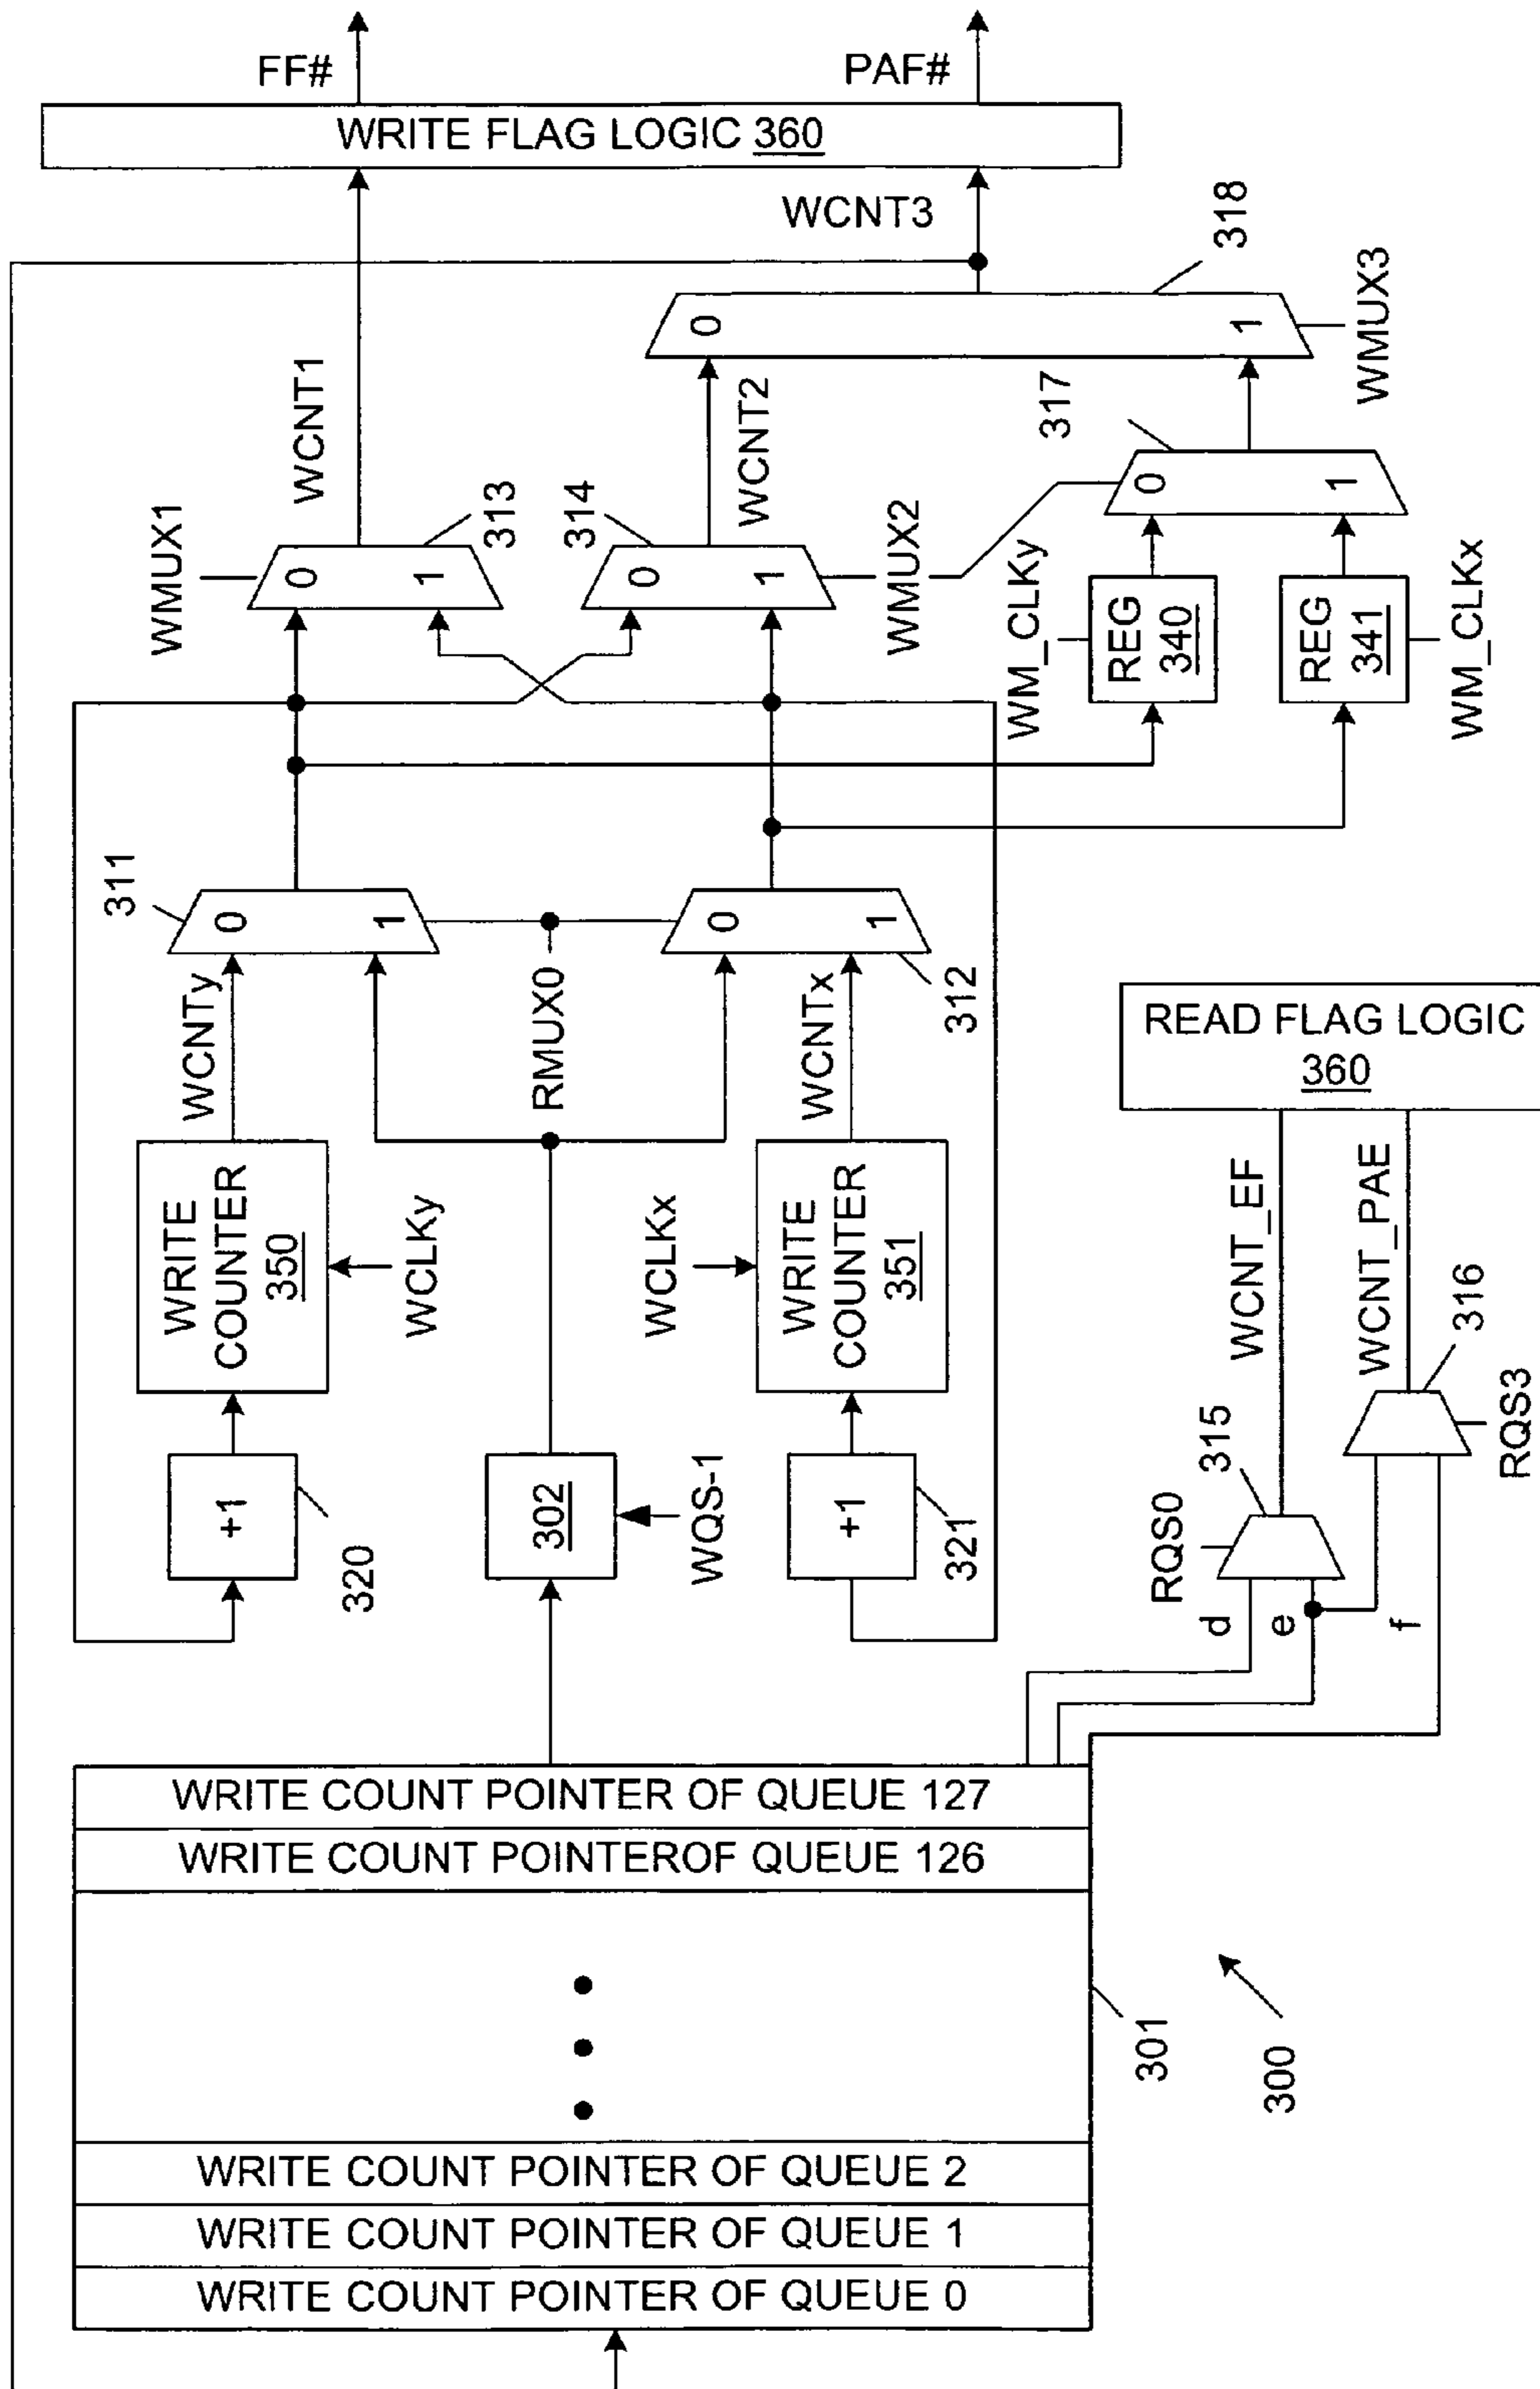 FF#
PAF#
WRITE FLAG LOGIC 360
WCNT3
318
WCNT1
WMUX3
317
WCNT2
WMUX1
313
314
0
1
0
1
0
1
0
1
WMUX2
WM_CLKy
REG
340
REG
341
WM_CLKx
311
0
1
0
1
312
WCNTy
RMUX0
WCNTx
READ FLAG LOGIC
360
WRITE
COUNTER
350
WCLKy
WCLKx
WRITE
COUNTER
351
WCNT_EF
WCNT_PAE
316
315
RQS3
RQS0
+1
320
302
WQS-1
+1
321
d
e
f
WRITE COUNT POINTER OF QUEUE 127
WRITE COUNT POINTEROF QUEUE 126
WRITE COUNT POINTER OF QUEUE 2
WRITE COUNT POINTER OF QUEUE 1
WRITE COUNT POINTER OF QUEUE 0
301
300